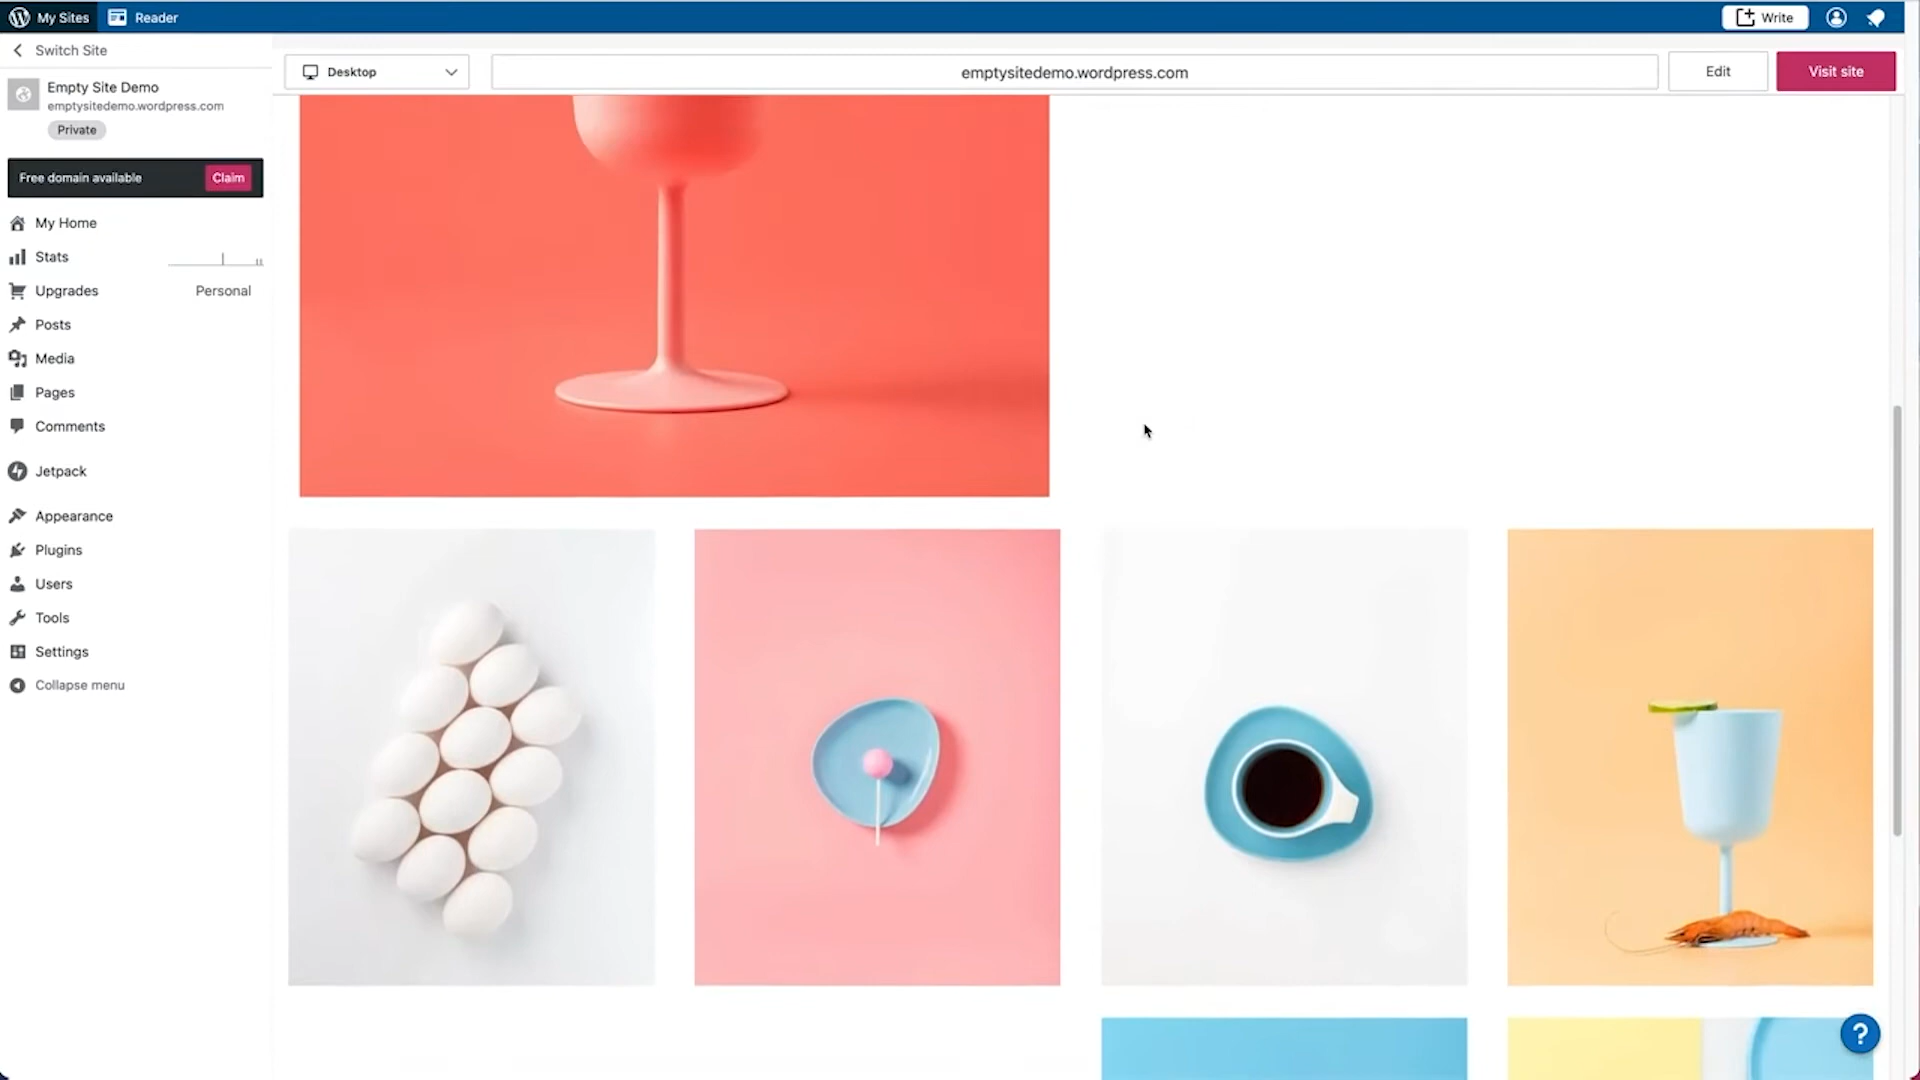 My Sites
Reader
Write
Switch Site
Empty Site Demo
emptysitedemo.wordpress.com
Private
Desktop
emptysitedemo.wordpress.com
Edit
Visit site
Free domain available
Claim
My Home
Stats
Upgrades
Personal
Posts
Media
Pages
Comments
Jetpack
Appearance
Plugins
Users
Tools
Settings
Collapse menu
?